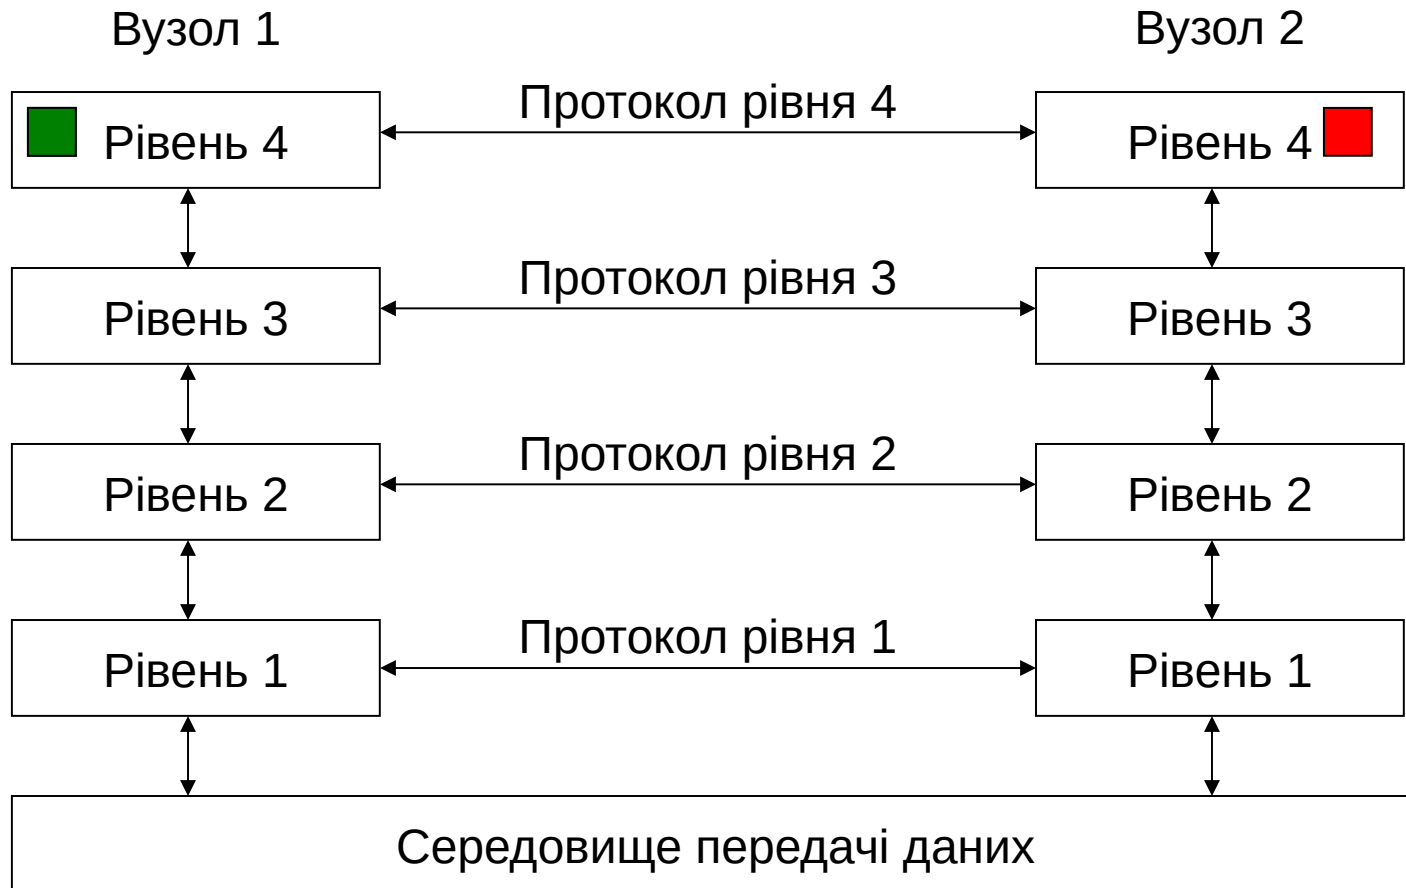 Вузол 1
Вузол 2
Протокол рівня 4
Рівень 4
Рівень 4
Протокол рівня 3
Рівень 3
Рівень 3
Протокол рівня 2
Рівень 2
Рівень 2
Протокол рівня 1
Рівень 1
Рівень 1
Середовище передачі даних